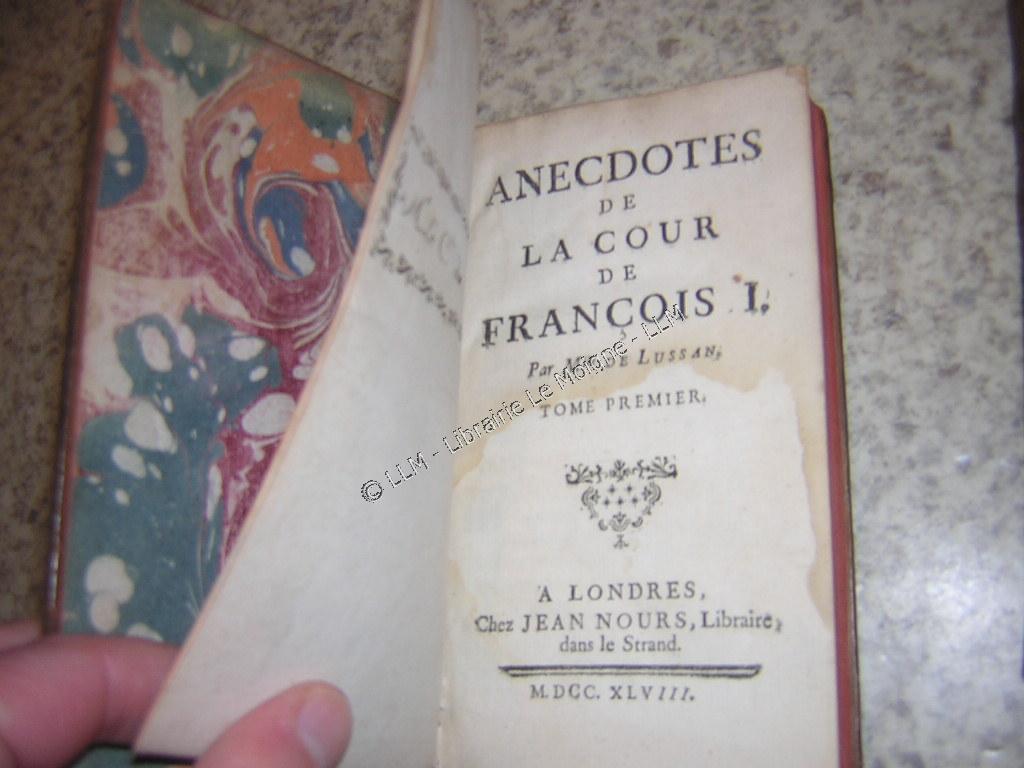 ANECDOTES
DE
LA COUR
DE
FRANÇOIS I.
Par DE LUSSAN,
TOME PREMIER.
© LLM - Librairie Le Moigne - LLM
A LONDRES,
Chez JEAN NOURS, Libraire,
dans le Strand.
M.DCC. XLVIII.